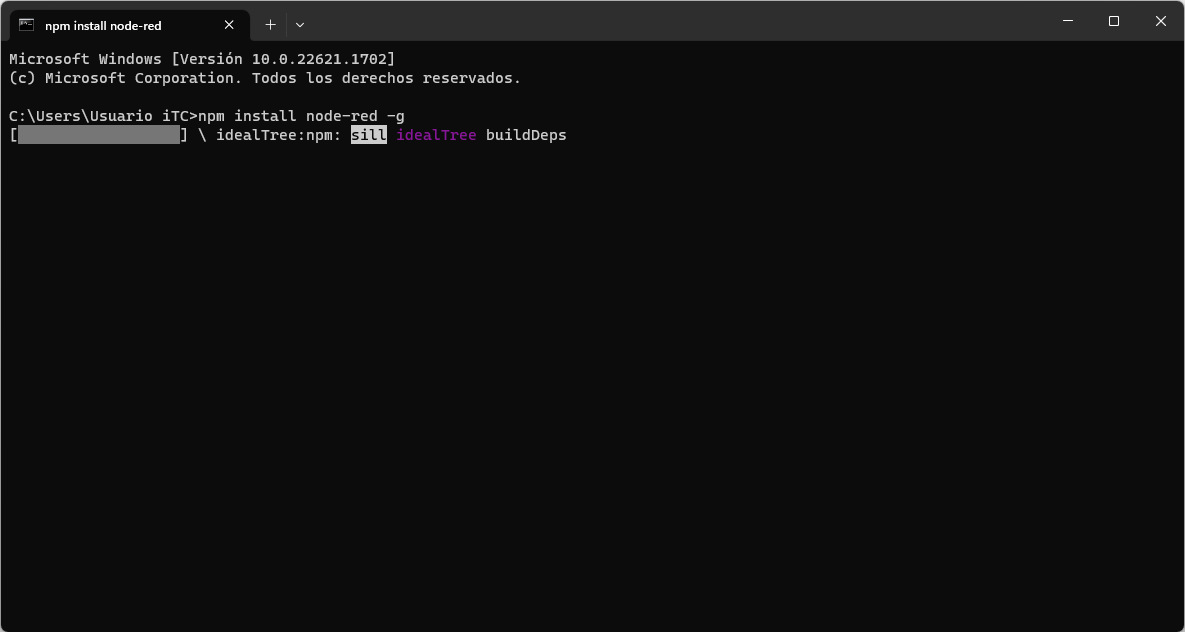 npm install node-red
Microsoft Windows [Versión 10.0.22621.1702]
(c) Microsoft Corporation. Todos los derechos reservados.
C:\Users\Usuario iTC>npm install node-red -g
[                  ] \ idealTree:npm: sill idealTree buildDeps